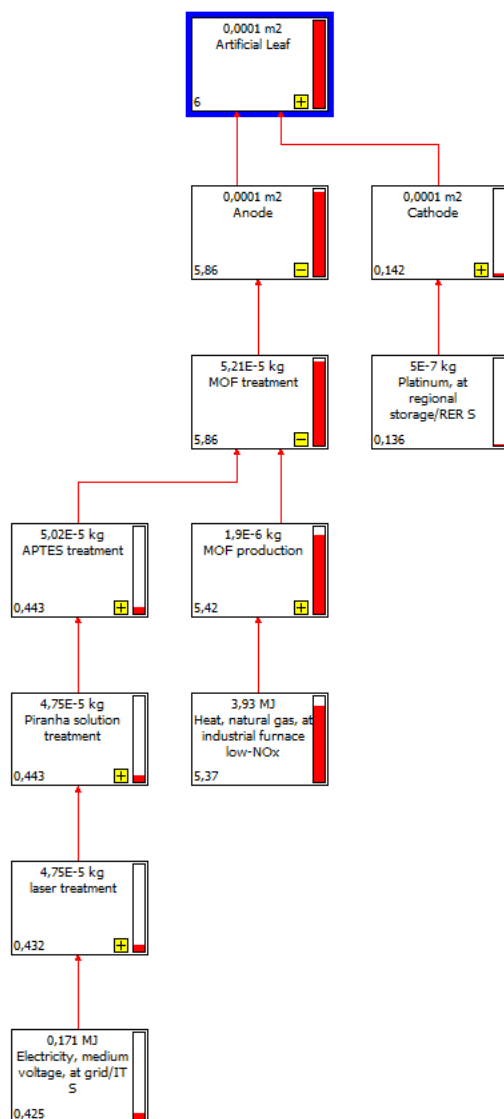 0,0001 m2
Artificial Leaf
6
0,0001 m2
Anode
5,86
0,0001 m2
Cathode
0,142
5,21E-5 kg
MOF treatment
5,86
5E-7 kg
Platinum, at
regional
storage/RER S
0,136
5,02E-5 kg
APTES treatment
0,443
1,9E-6 kg
MOF production
5,42
4,75E-5 kg
Piranha solution
treatment
0,443
3,93 MJ
Heat, natural gas, at
industrial furnace
low-NOx
5,37
4,75E-5 kg
laser treatment
0,432
0,171 MJ
Electricity, medium
voltage, at grid/IT
S
0,425